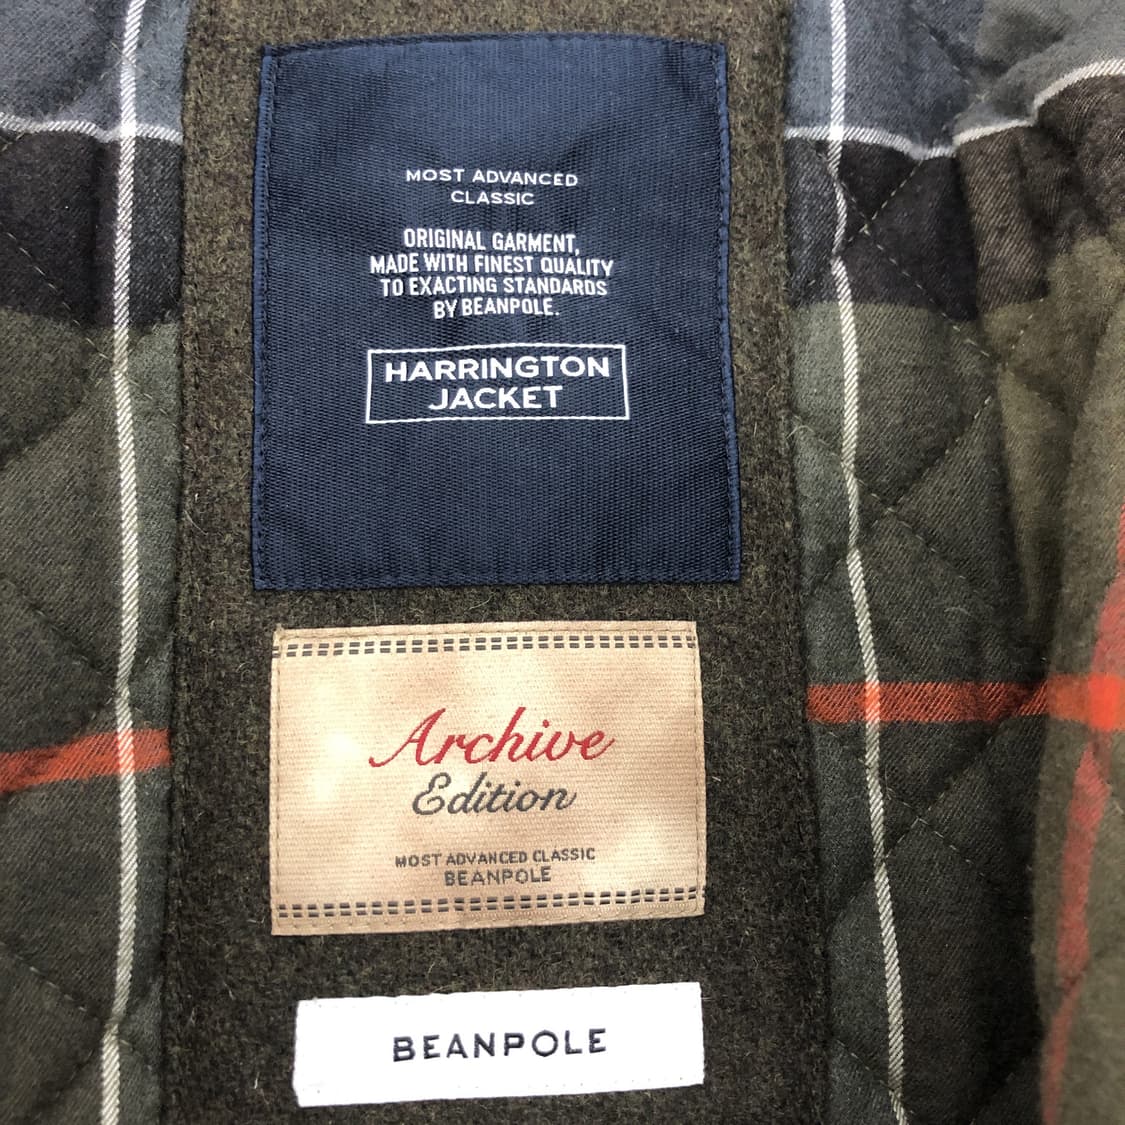 MOST ADVANCED
CLASSIC
ORIGINAL GARMENT,
MADE WITH FINEST QUALITY
TO EXACTING STANDARDS
BY BEANPOLE.
HARRINGTON
JACKET
Archive
Edition
MOST ADVANCED CLASSIC
BEANPOLE
BEANPOLE